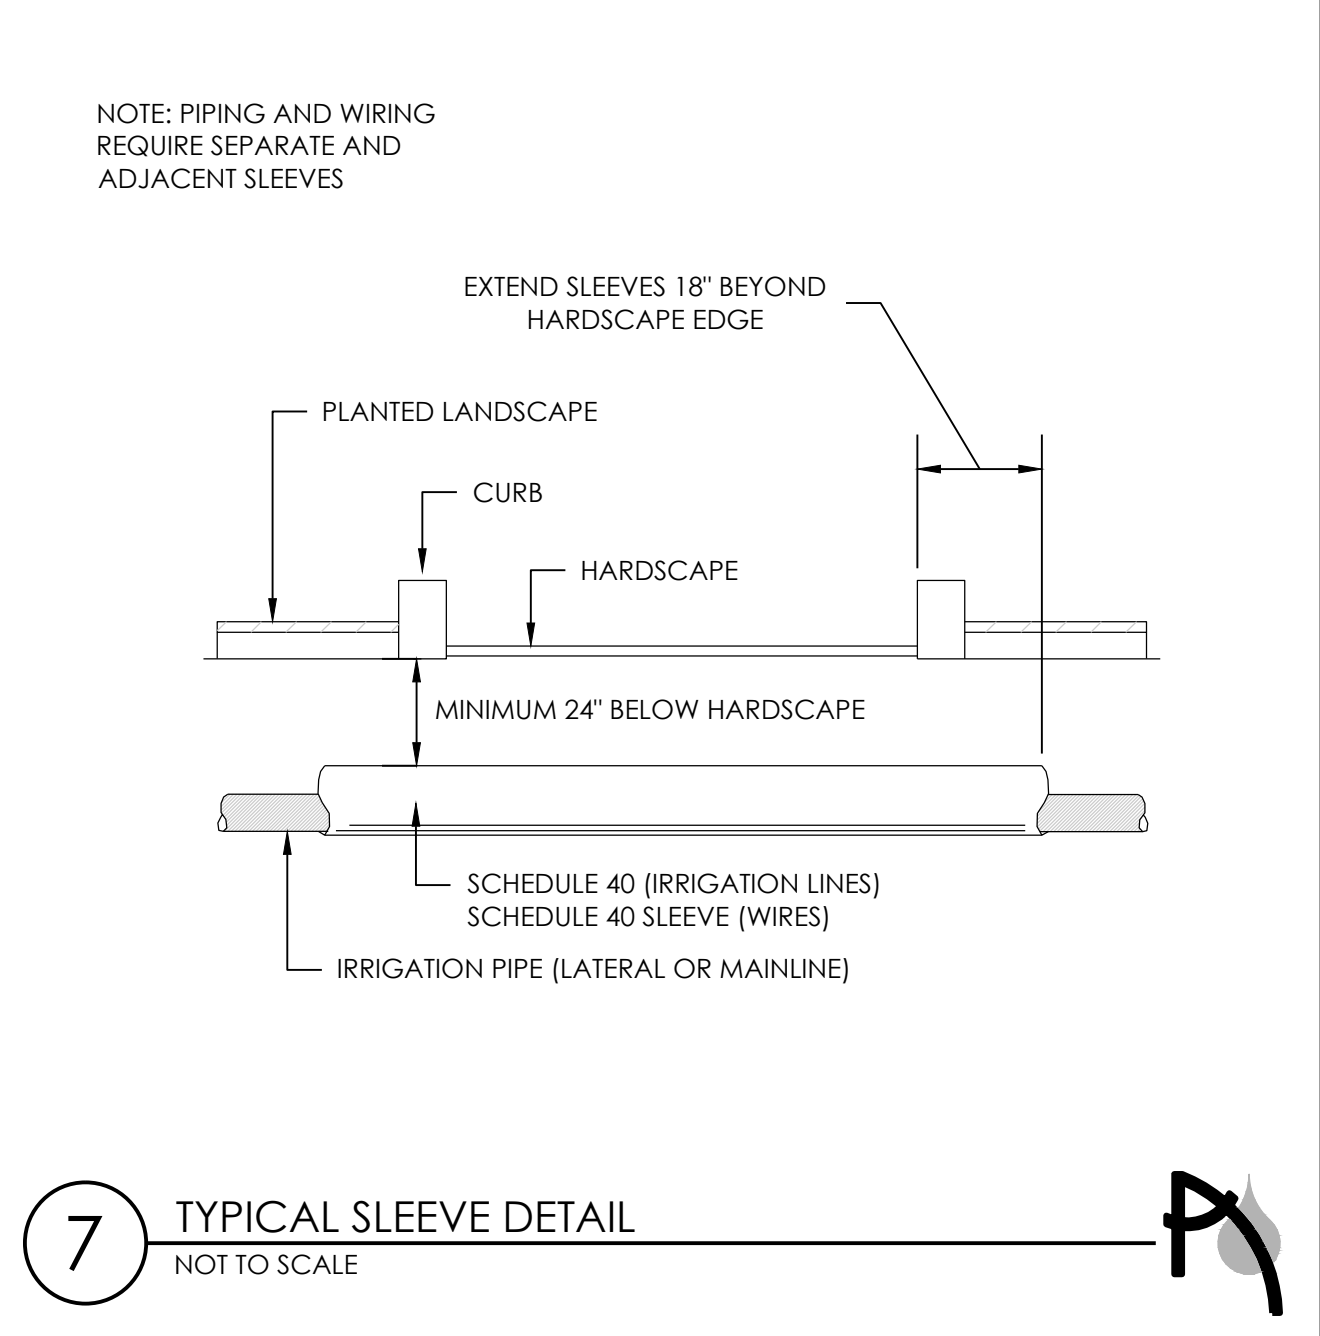 NOTE: PIPING AND WIRING
REQUIRE SEPARATE AND
ADJACENT SLEEVES
EXTEND SLEEVES 18" BEYOND
HARDSCAPE EDGE
PLANTED LANDSCAPE
CURB
HARDSCAPE
MINIMUM 24" BELOW HARDSCAPE
SCHEDULE 40 (IRRIGATION LINES)
SCHEDULE 40 SLEEVE (WIRES)
IRRIGATION PIPE (LATERAL OR MAINLINE)
7
TYPICAL SLEEVE DETAIL
NOT TO SCALE